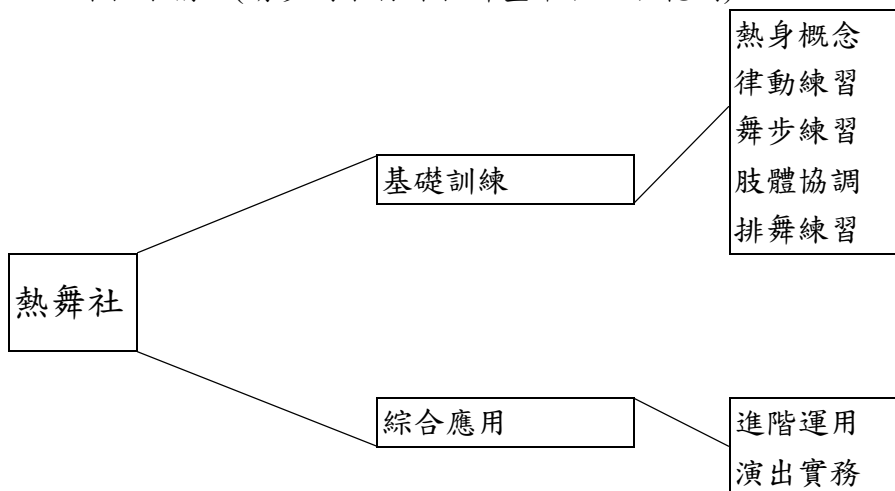 熱身概念
律動練習
舞步練習
肢體協調
排舞練習
基礎訓練
熱舞社
綜合應用
進階運用
演出實務